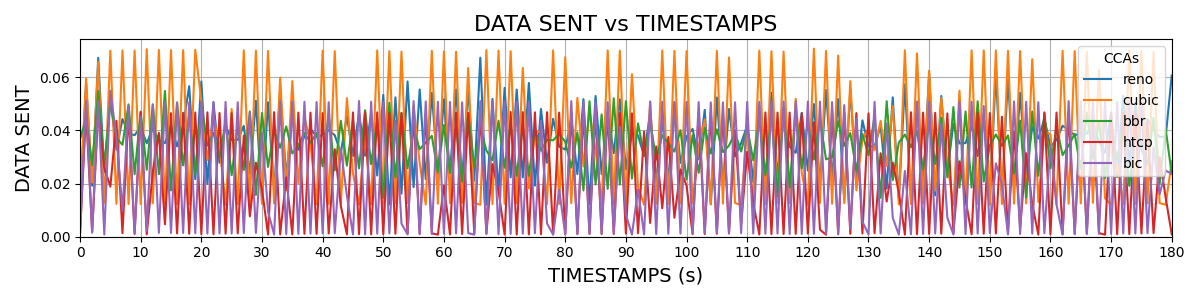 DATA SENT vs TIMESTAMPS
DATA SENT
0.06
0.04
0.02
0.00
CCAs
reno
cubic
bbr
htcp
bic
0 10 20 30 40 50 60 70 80 90 100 110 120 130 140 150 160 170 180
TIMESTAMPS (s)